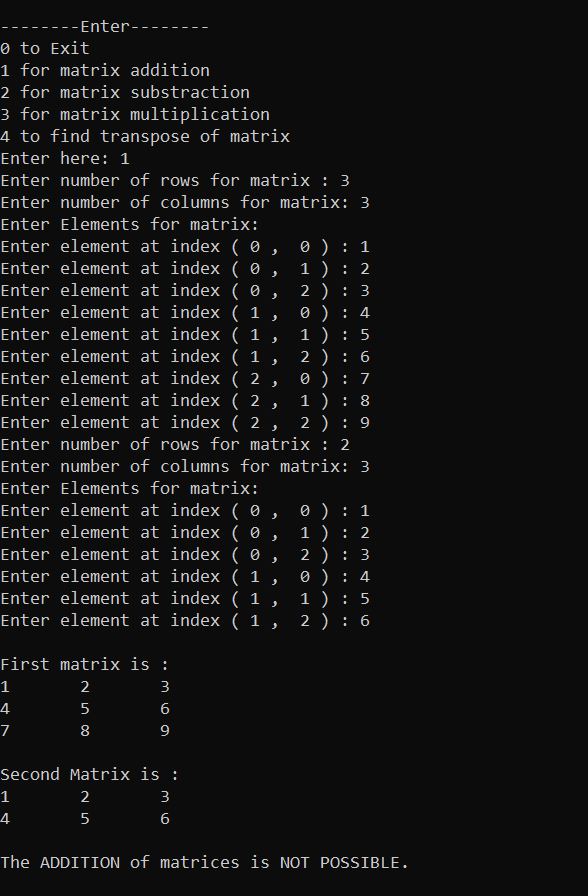 --------Enter--------
0 to Exit
1 for matrix addition
2 for matrix substraction
3 for matrix multiplication
4 to find transpose of matrix
Enter here: 1
Enter number of rows for matrix : 3
Enter number of columns for matrix: 3
Enter Elements for matrix:
Enter element at index ( 0 ,  0 ) : 1
Enter element at index ( 0 ,  1 ) : 2
Enter element at index ( 0 ,  2 ) : 3
Enter element at index ( 1 ,  0 ) : 4
Enter element at index ( 1 ,  1 ) : 5
Enter element at index ( 1 ,  2 ) : 6
Enter element at index ( 2 ,  0 ) : 7
Enter element at index ( 2 ,  1 ) : 8
Enter element at index ( 2 ,  2 ) : 9
Enter number of rows for matrix : 2
Enter number of columns for matrix: 3
Enter Elements for matrix:
Enter element at index ( 0 ,  0 ) : 1
Enter element at index ( 0 ,  1 ) : 2
Enter element at index ( 0 ,  2 ) : 3
Enter element at index ( 1 ,  0 ) : 4
Enter element at index ( 1 ,  1 ) : 5
Enter element at index ( 1 ,  2 ) : 6

First matrix is :
1       2       3
4       5       6
7       8       9

Second Matrix is :
1       2       3
4       5       6

The ADDITION of matrices is NOT POSSIBLE.